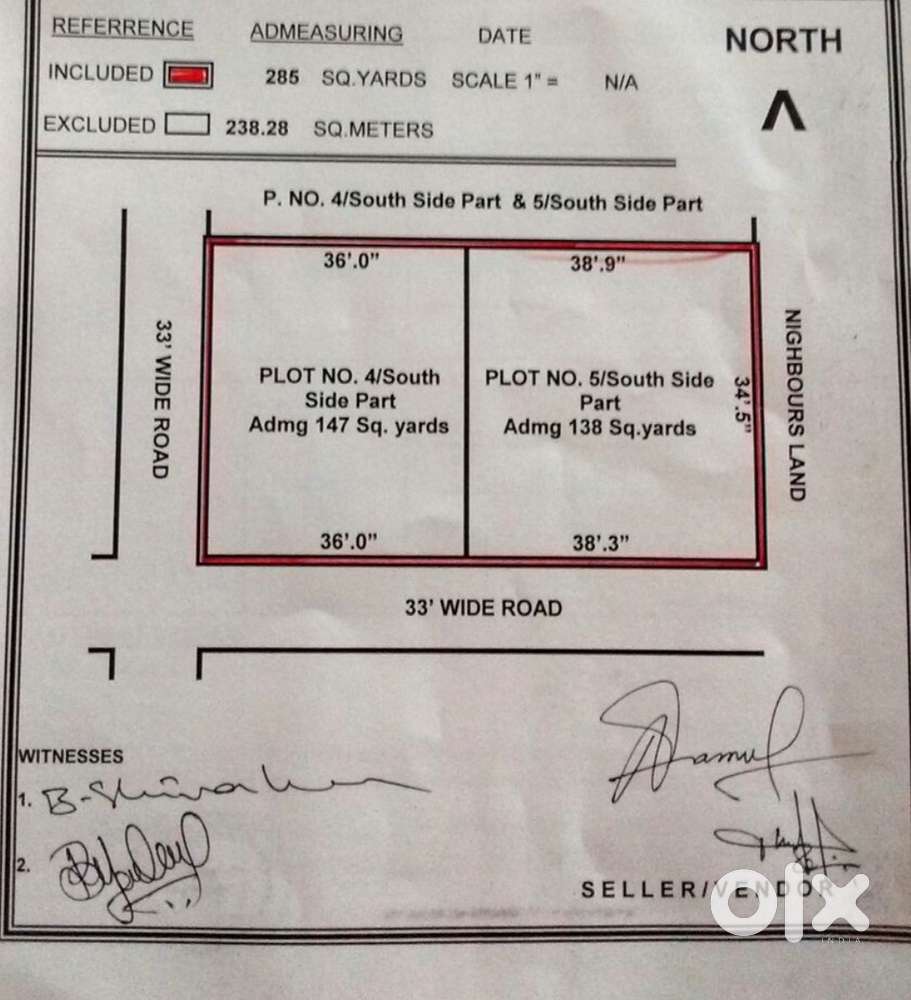 REFERRENCE ADMEASURING DATE NORTH
INCLUDED 285 SQ.YARDS SCALE 1" = N/A
EXCLUDED 238.28 SQ.METERS
P. NO. 4/South Side Part & 5/South Side Part
36'.0" 38'.9"
33' WIDE ROAD
PLOT NO. 4/South
Side Part
Admg 147 Sq. yards
PLOT NO. 5/South Side
Part
Admg 138 Sq.yards
34'.5"
NIGHBOURS LAND
36'.0" 38'.3"
33' WIDE ROAD
WITNESSES
1.
2.
SELLER/VENDOR
olx
INDIA